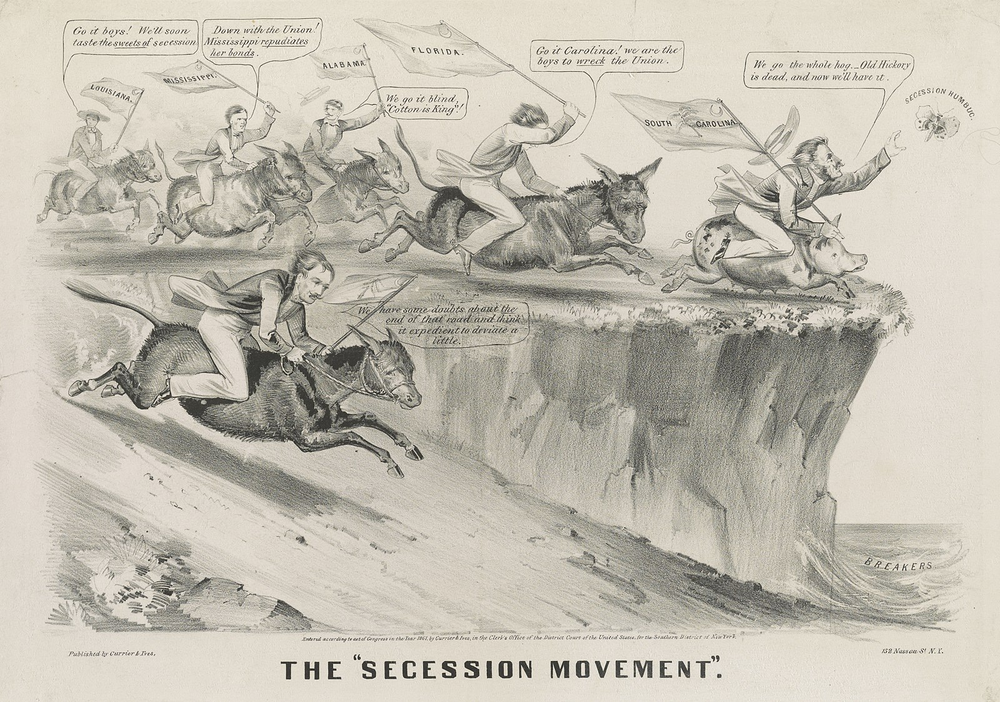 Go it boys! We'll soon
taste the sweets of secession
Down with the Union!
Mississippi repudiates
her bonds.
Go it Carolina! we are the
boys to wreck the Union.
We go the whole hog._Old Hickory
is dead, and now we'll have it.
We go it blind,
"Cotton is King"!
LOUISIANA.
MISSISSIPPI.
ALABAMA.
FLORIDA.
SOUTH CAROLINA.
SECESSION HUMBUG.
We have some doubts about the
end of that road and think
it expedient to deviate a
little.
BREAKERS.
Entered according to act of Congress in the Year 1861, by Currier & Ives, in the Clerk's Office of the District Court of the United States, for the Southern District of New York.
Published by Currier & Ives,
152 Nassau St. N.Y.
THE "SECESSION MOVEMENT".